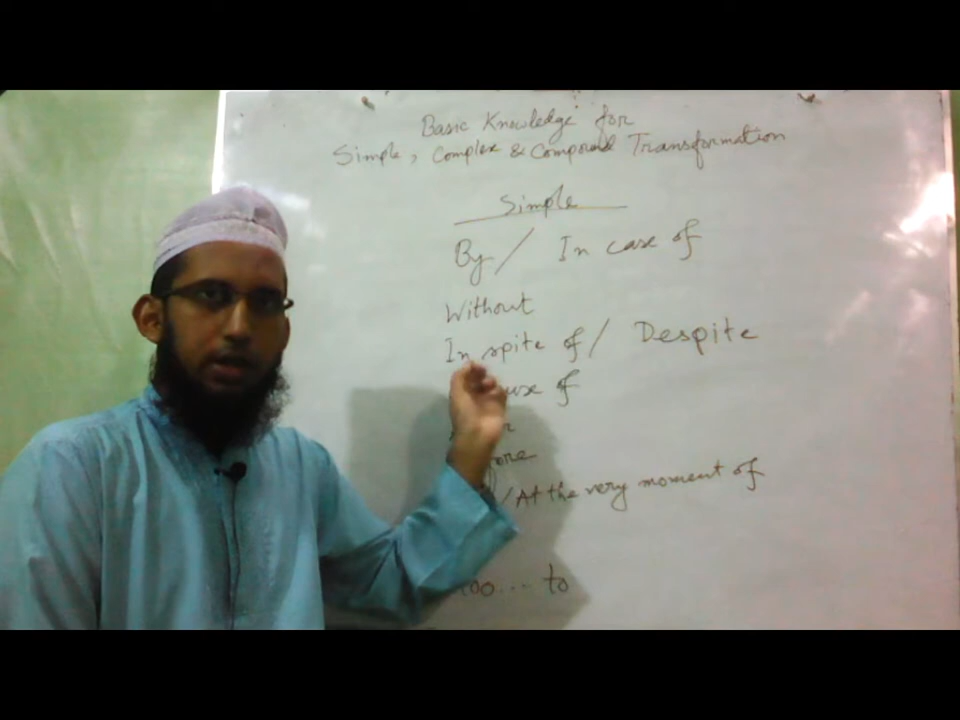 Basic Knowledge for
Simple, Complex & Compound Transformation
Simple
By / In case of
Without
In spite of / Despite
of
/ At the very moment of
to